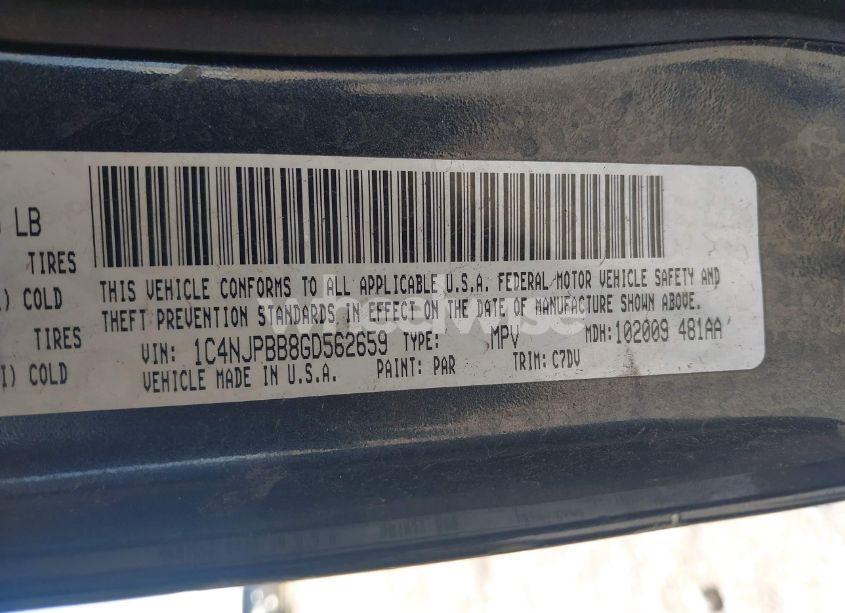 LB
TIRES
COLD
TIRES
COLD
THIS VEHICLE CONFORMS TO ALL APPLICABLE U.S.A. FEDERAL MOTOR VEHICLE SAFETY AND
THEFT PREVENTION STANDARDS IN EFFECT ON THE DATE OF MANUFACTURE SHOWN ABOVE.
VIN: 1C4NJPBB8GD562659 TYPE: MPV MDH:102009 481AA
VEHICLE MADE IN U.S.A. PAINT: PAR TRIM: C7DV
wheelwise